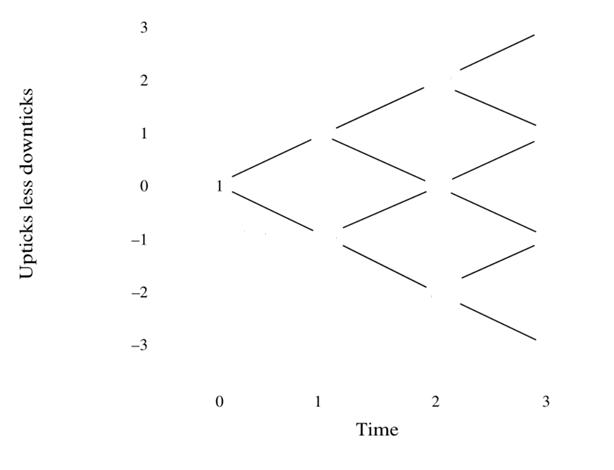 Upticks less downticks
3
2
1
0
1
–1
–2
–3
0 1 2 3
Time